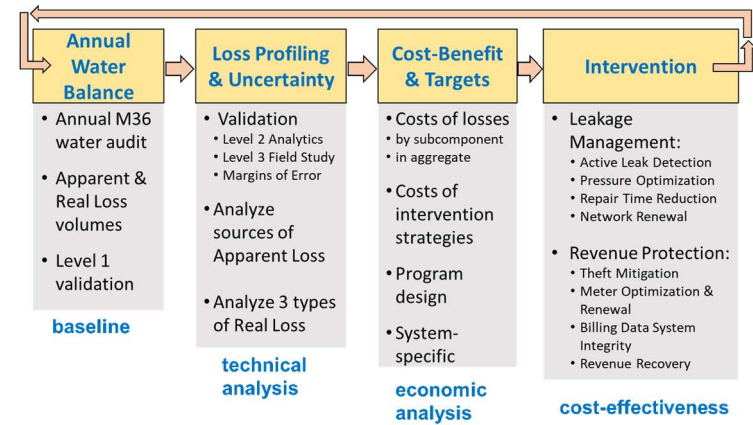 Annual
Water
Balance
• Annual M36
water audit
• Apparent &
Real Loss
volumes
• Level 1
validation
baseline
Loss Profiling
& Uncertainty
• Validation
• Level 2 Analytics
• Level 3 Field Study
• Margins of Error
• Analyze
sources of
Apparent Loss
• Analyze 3 types
of Real Loss
technical
analysis
Cost-Benefit
& Targets
• Costs of losses
• by subcomponent
• in aggregate
• Costs of
intervention
strategies
• Program
design
• System-
specific
economic
analysis
Intervention
• Leakage
Management:
• Active Leak Detection
• Pressure Optimization
• Repair Time Reduction
• Network Renewal
• Revenue Protection:
• Theft Mitigation
• Meter Optimization &
Renewal
• Billing Data System
Integrity
• Revenue Recovery
cost-effectiveness